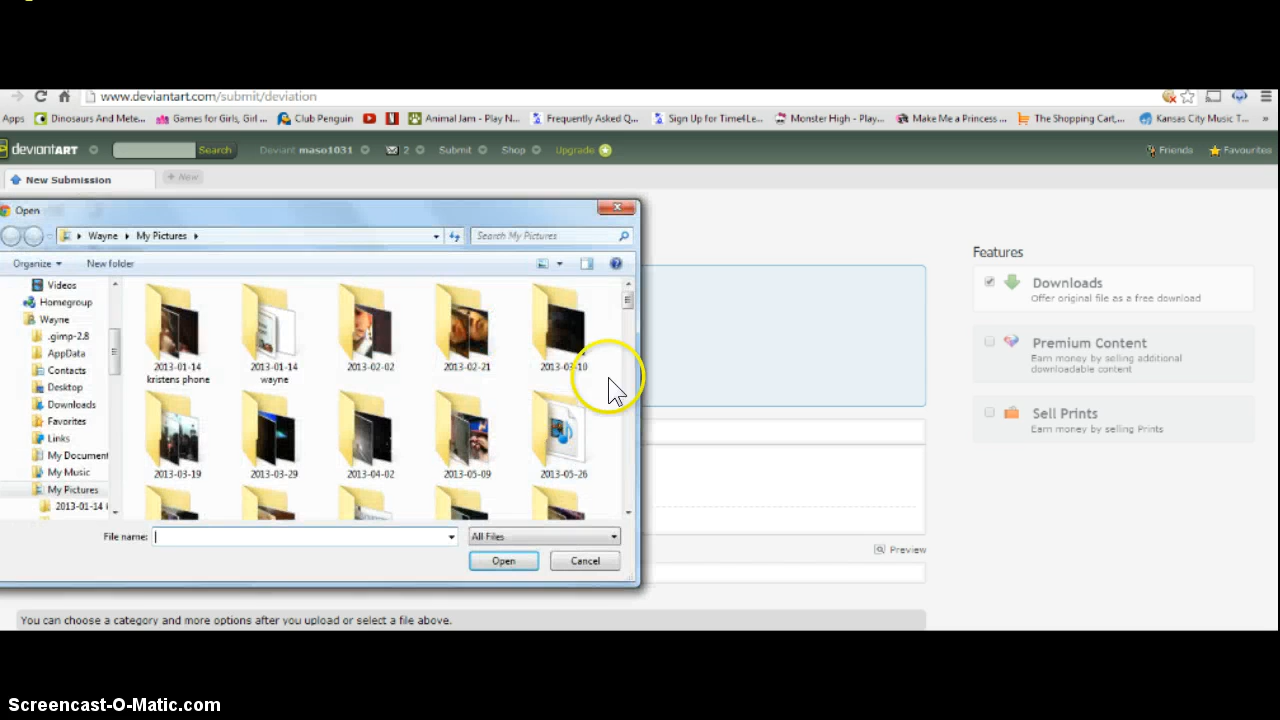 www.deviantart.com/submit/deviation
Apps Dinosaurs And Mete... Games for Girls, Girl ... Club Penguin Animal Jam - Play N... Frequently Asked Q... Sign Up for Time4Le... Monster High - Play... Make Me a Princess ... The Shopping Cart,... Kansas City Music T... »
deviantART Search Deviant maso1031 2 Submit Shop Upgrade Friends Favourites
New Submission + New
Open
Wayne My Pictures Search My Pictures
Organize New folder
Videos
Homegroup
Wayne
.gimp-2.8
AppData
Contacts
Desktop
Downloads
Favorites
Links
My Document
My Music
My Pictures
2013-01-14
2013-01-14 kristens phone
2013-01-14 wayne
2013-02-02
2013-02-21
2013-03-10
2013-03-19
2013-03-29
2013-04-02
2013-05-09
2013-05-26
File name: All Files
Open Cancel
Features
Downloads
Offer original file as a free download
Premium Content
Earn money by selling additional
downloadable content
Sell Prints
Earn money by selling Prints
Preview
You can choose a category and more options after you upload or select a file above.
Screencast-O-Matic.com